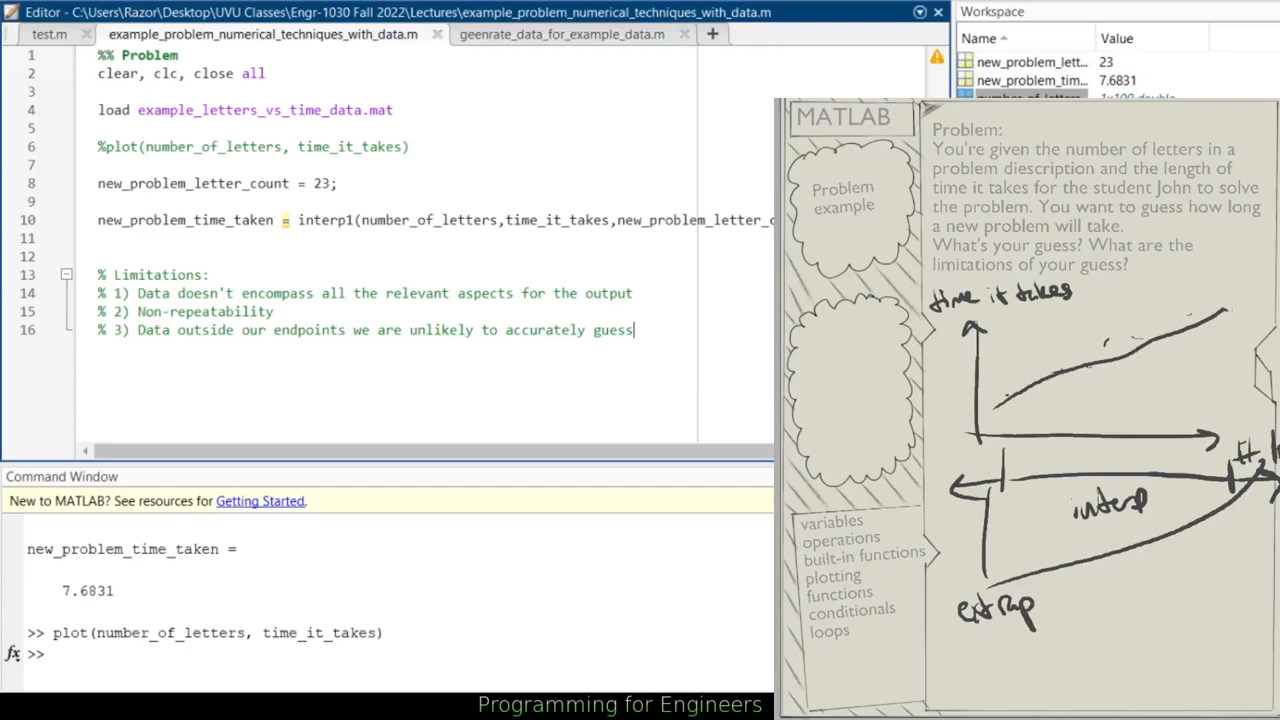 Editor - C:\Users\Razor\Desktop\UVU Classes\Engr-1030 Fall 2022\Lectures\example_problem_numerical_techniques_with_data.m
test.m
example_problem_numerical_techniques_with_data.m
geenrate_data_for_example_data.m
1 %% Problem
2 clear, clc, close all
3
4 load example_letters_vs_time_data.mat
5
6 %plot(number_of_letters, time_it_takes)
7
8 new_problem_letter_count = 23;
9
10 new_problem_time_taken = interp1(number_of_letters,time_it_takes,new_problem_letter_c
11
12
13 % Limitations:
14 % 1) Data doesn't encompass all the relevant aspects for the output
15 % 2) Non-repeatability
16 % 3) Data outside our endpoints we are unlikely to accurately guess
Command Window
New to MATLAB? See resources for Getting Started.
new_problem_time_taken =
7.6831
>> plot(number_of_letters, time_it_takes)
fx >>
Workspace
Name Value
new_problem_lett... 23
new_problem_tim... 7.6831
MATLAB
Problem
example
variables
operations
built-in functions
plotting
functions
conditionals
loops
Problem:
You're given the number of letters in a
problem diescription and the length of
time it takes for the student John to solve
the problem. You want to guess how long
a new problem will take.
What's your guess? What are the
limitations of your guess?
time it takes
#
interp
extrap
Programming for Engineers